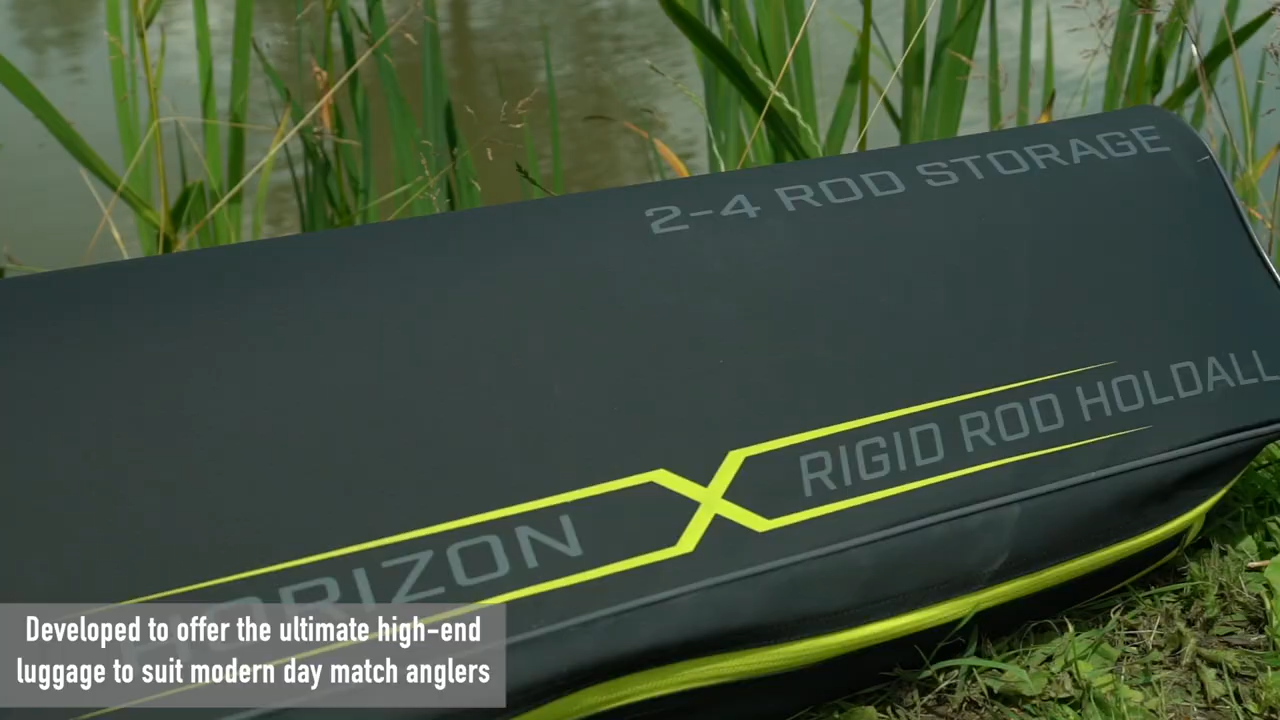 2-4 ROD STORAGE
HORIZON X RIGID ROD HOLDALL
Developed to offer the ultimate high-end
luggage to suit modern day match anglers